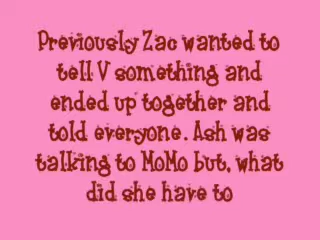 Previously Zac wanted to
tell V something and
ended up together and
told everyone. Ash was
talking to MoMo but, what
did she have to